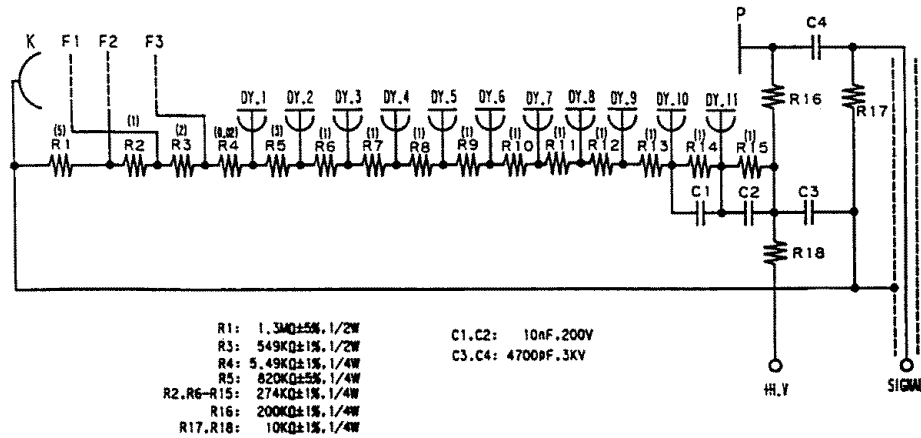 P
C4
K F1 F2 F3
DY.1 DY.2 DY.3 DY.4 DY.5 DY.6 DY.7 DY.8 DY.9 DY.10 DY.11
R16 R17
(5) (1) (2) (0.02) (3) (1) (1) (1) (1) (1) (1) (1) (1) (1) (1)
R1 R2 R3 R4 R5 R6 R7 R8 R9 R10 R11 R12 R13 R14 R15
C1 C2 C3
R18
R1: 1.3MΩ±5%,1/2W
R3: 549KΩ±1%,1/2W
R4: 5.49KΩ±1%,1/4W
R5: 820KΩ±5%,1/4W
R2.R6-R15: 274KΩ±1%,1/4W
R16: 200KΩ±1%,1/4W
R17.R18: 10KΩ±1%,1/4W
C1.C2: 10nF,200V
C3.C4: 4700PF,3KV
+H.V
SIGNAL